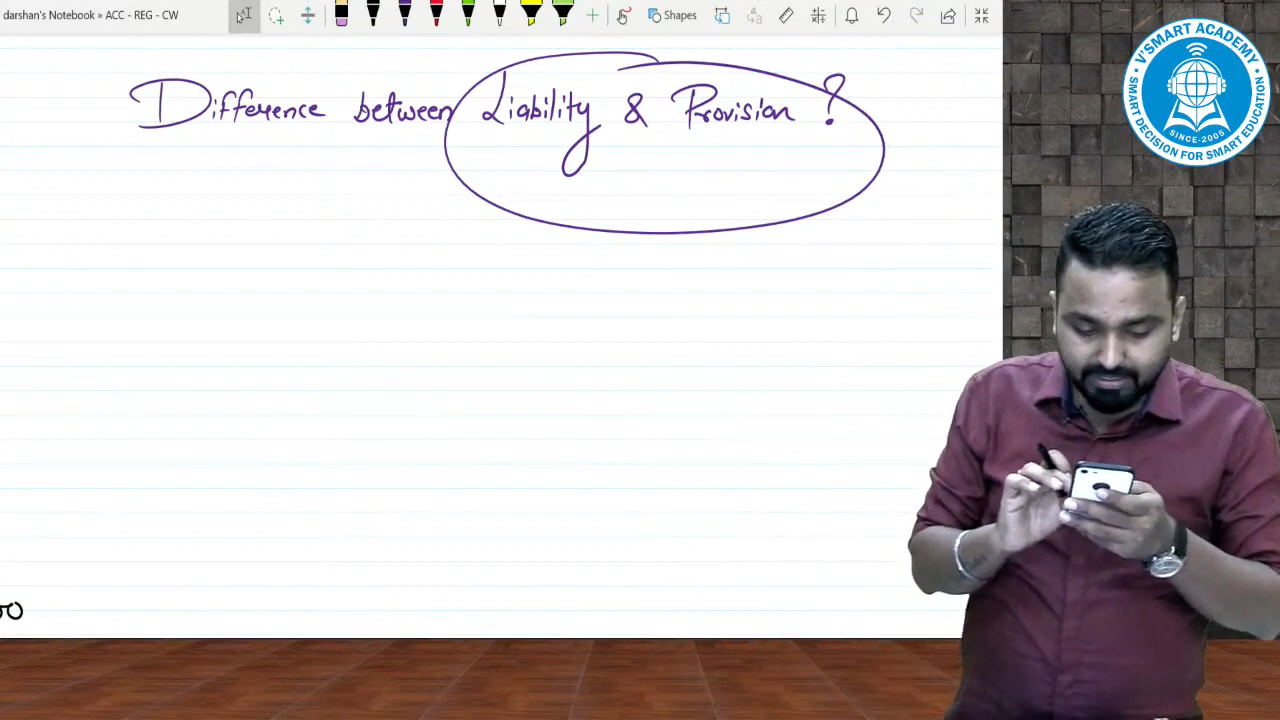 darshan's Notebook » ACC - REG - CW
Shapes
Difference between Liability & Provision ?
V'SMART ACADEMY
SINCE-2005
SMART DECISION FOR SMART EDUCATION